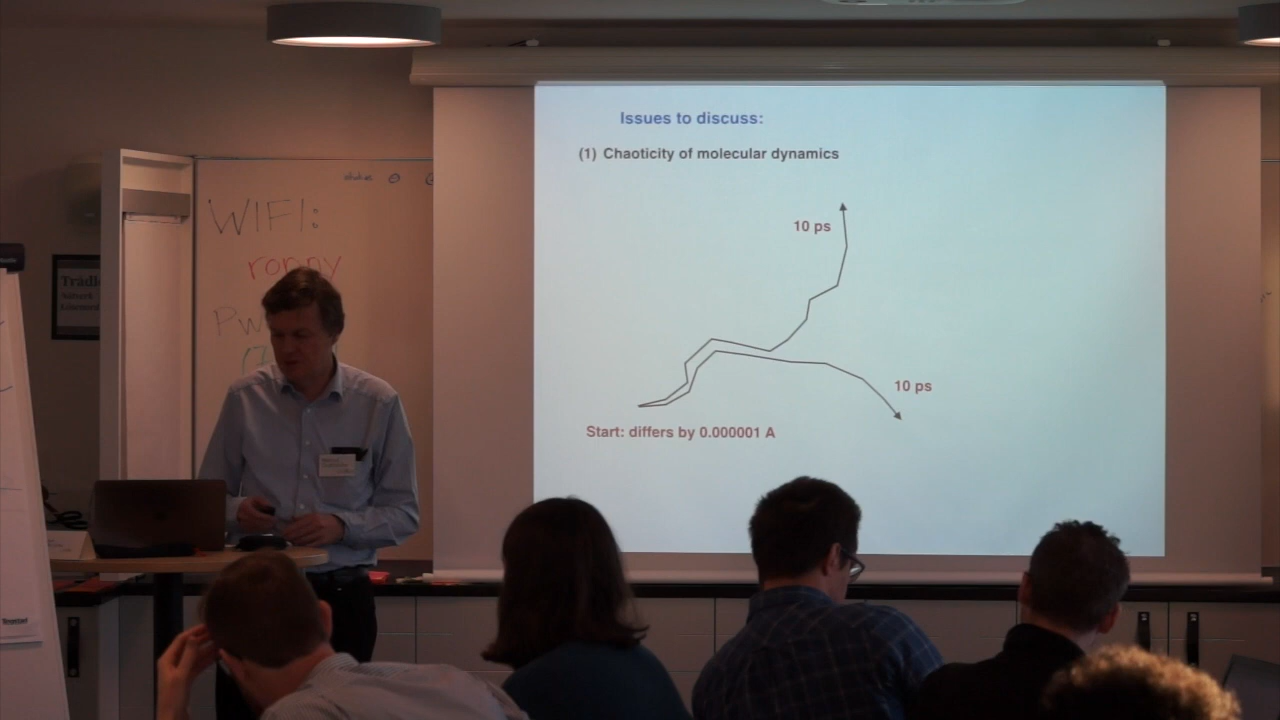 Issues to discuss:
(1) Chaoticity of molecular dynamics
10 ps
10 ps
Start: differs by 0.000001 A
WIFI:
ronny